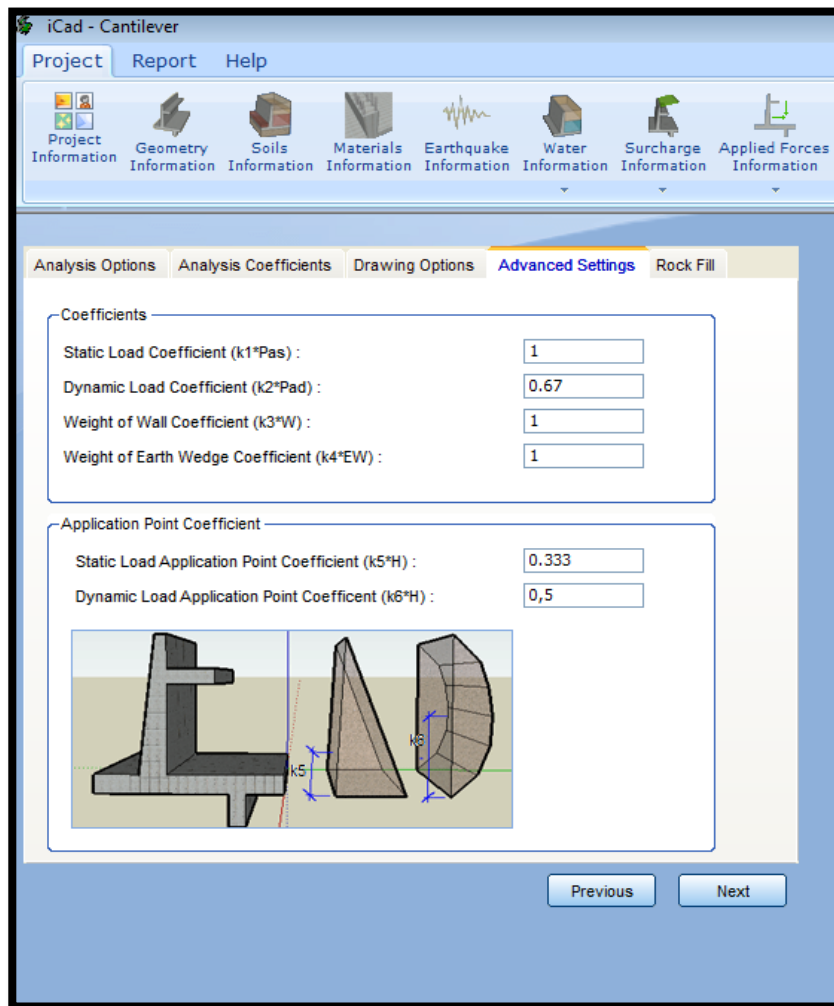 iCad - Cantilever
Project Report Help
Project Information
Geometry Information
Soils Information
Materials Information
Earthquake Information
Water Information
Surcharge Information
Applied Forces Information
Analysis Options Analysis Coefficients Drawing Options Advanced Settings Rock Fill
Coefficients
Static Load Coefficient (k1*Pas) : 1
Dynamic Load Coefficient (k2*Pad) : 0.67
Weight of Wall Coefficient (k3*W) : 1
Weight of Earth Wedge Coefficient (k4*EW) : 1
Application Point Coefficient
Static Load Application Point Coefficient (k5*H) : 0.333
Dynamic Load Application Point Coefficent (k6*H) : 0,5
k5
k6
Previous Next